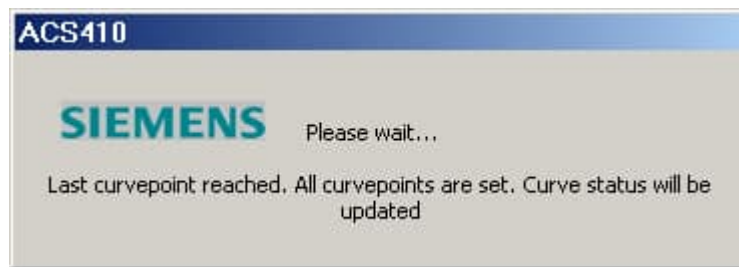 ACS410
SIEMENS Please wait...
Last curvepoint reached. All curvepoints are set. Curve status will be
updated